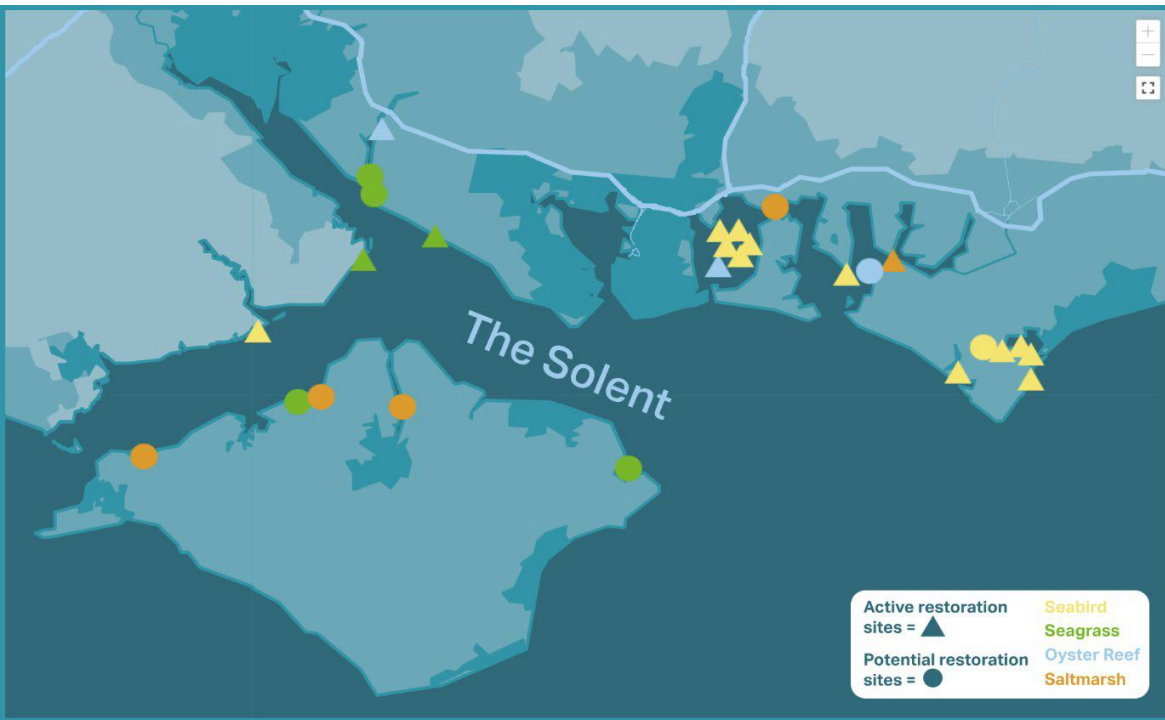 The Solent
Active restoration
sites =
Potential restoration
sites =
Seabird
Seagrass
Oyster Reef
Saltmarsh